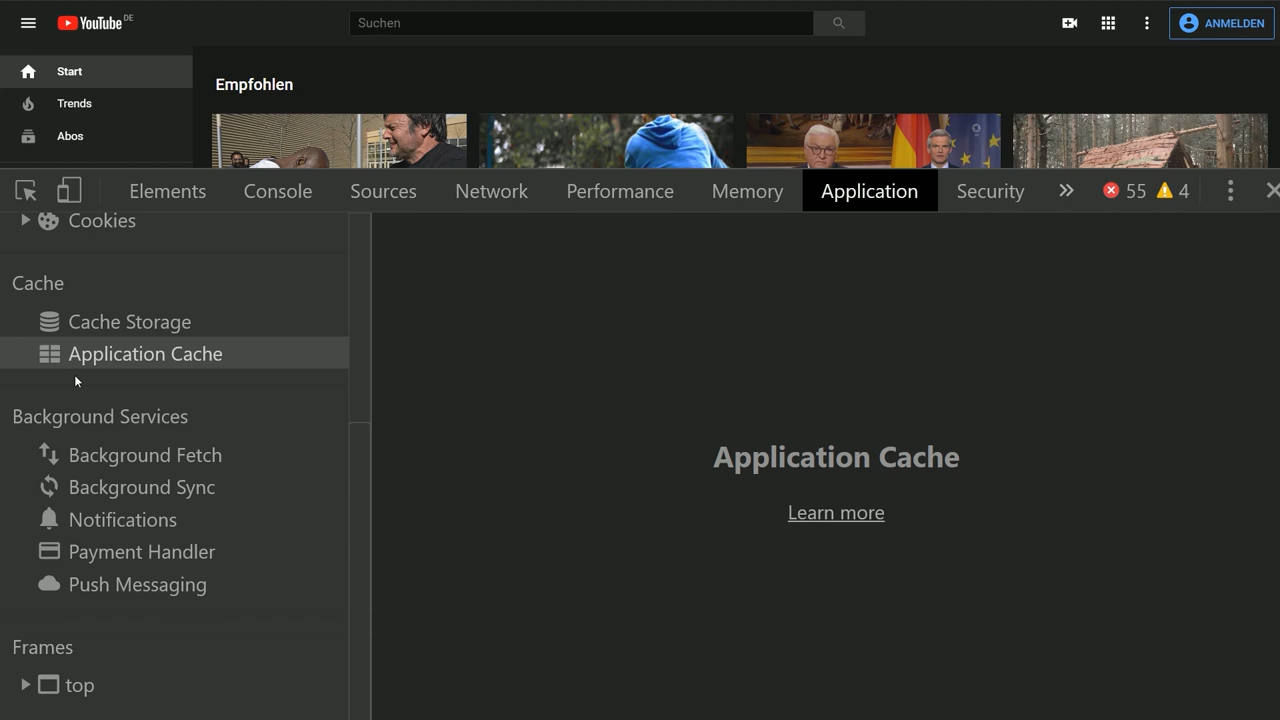 YouTube DE
Suchen
ANMELDEN
Start
Trends
Abos
Empfohlen
Elements Console Sources Network Performance Memory Application Security 55 4
Cookies
Cache
Cache Storage
Application Cache
Background Services
Background Fetch
Background Sync
Notifications
Payment Handler
Push Messaging
Frames
top
Application Cache
Learn more